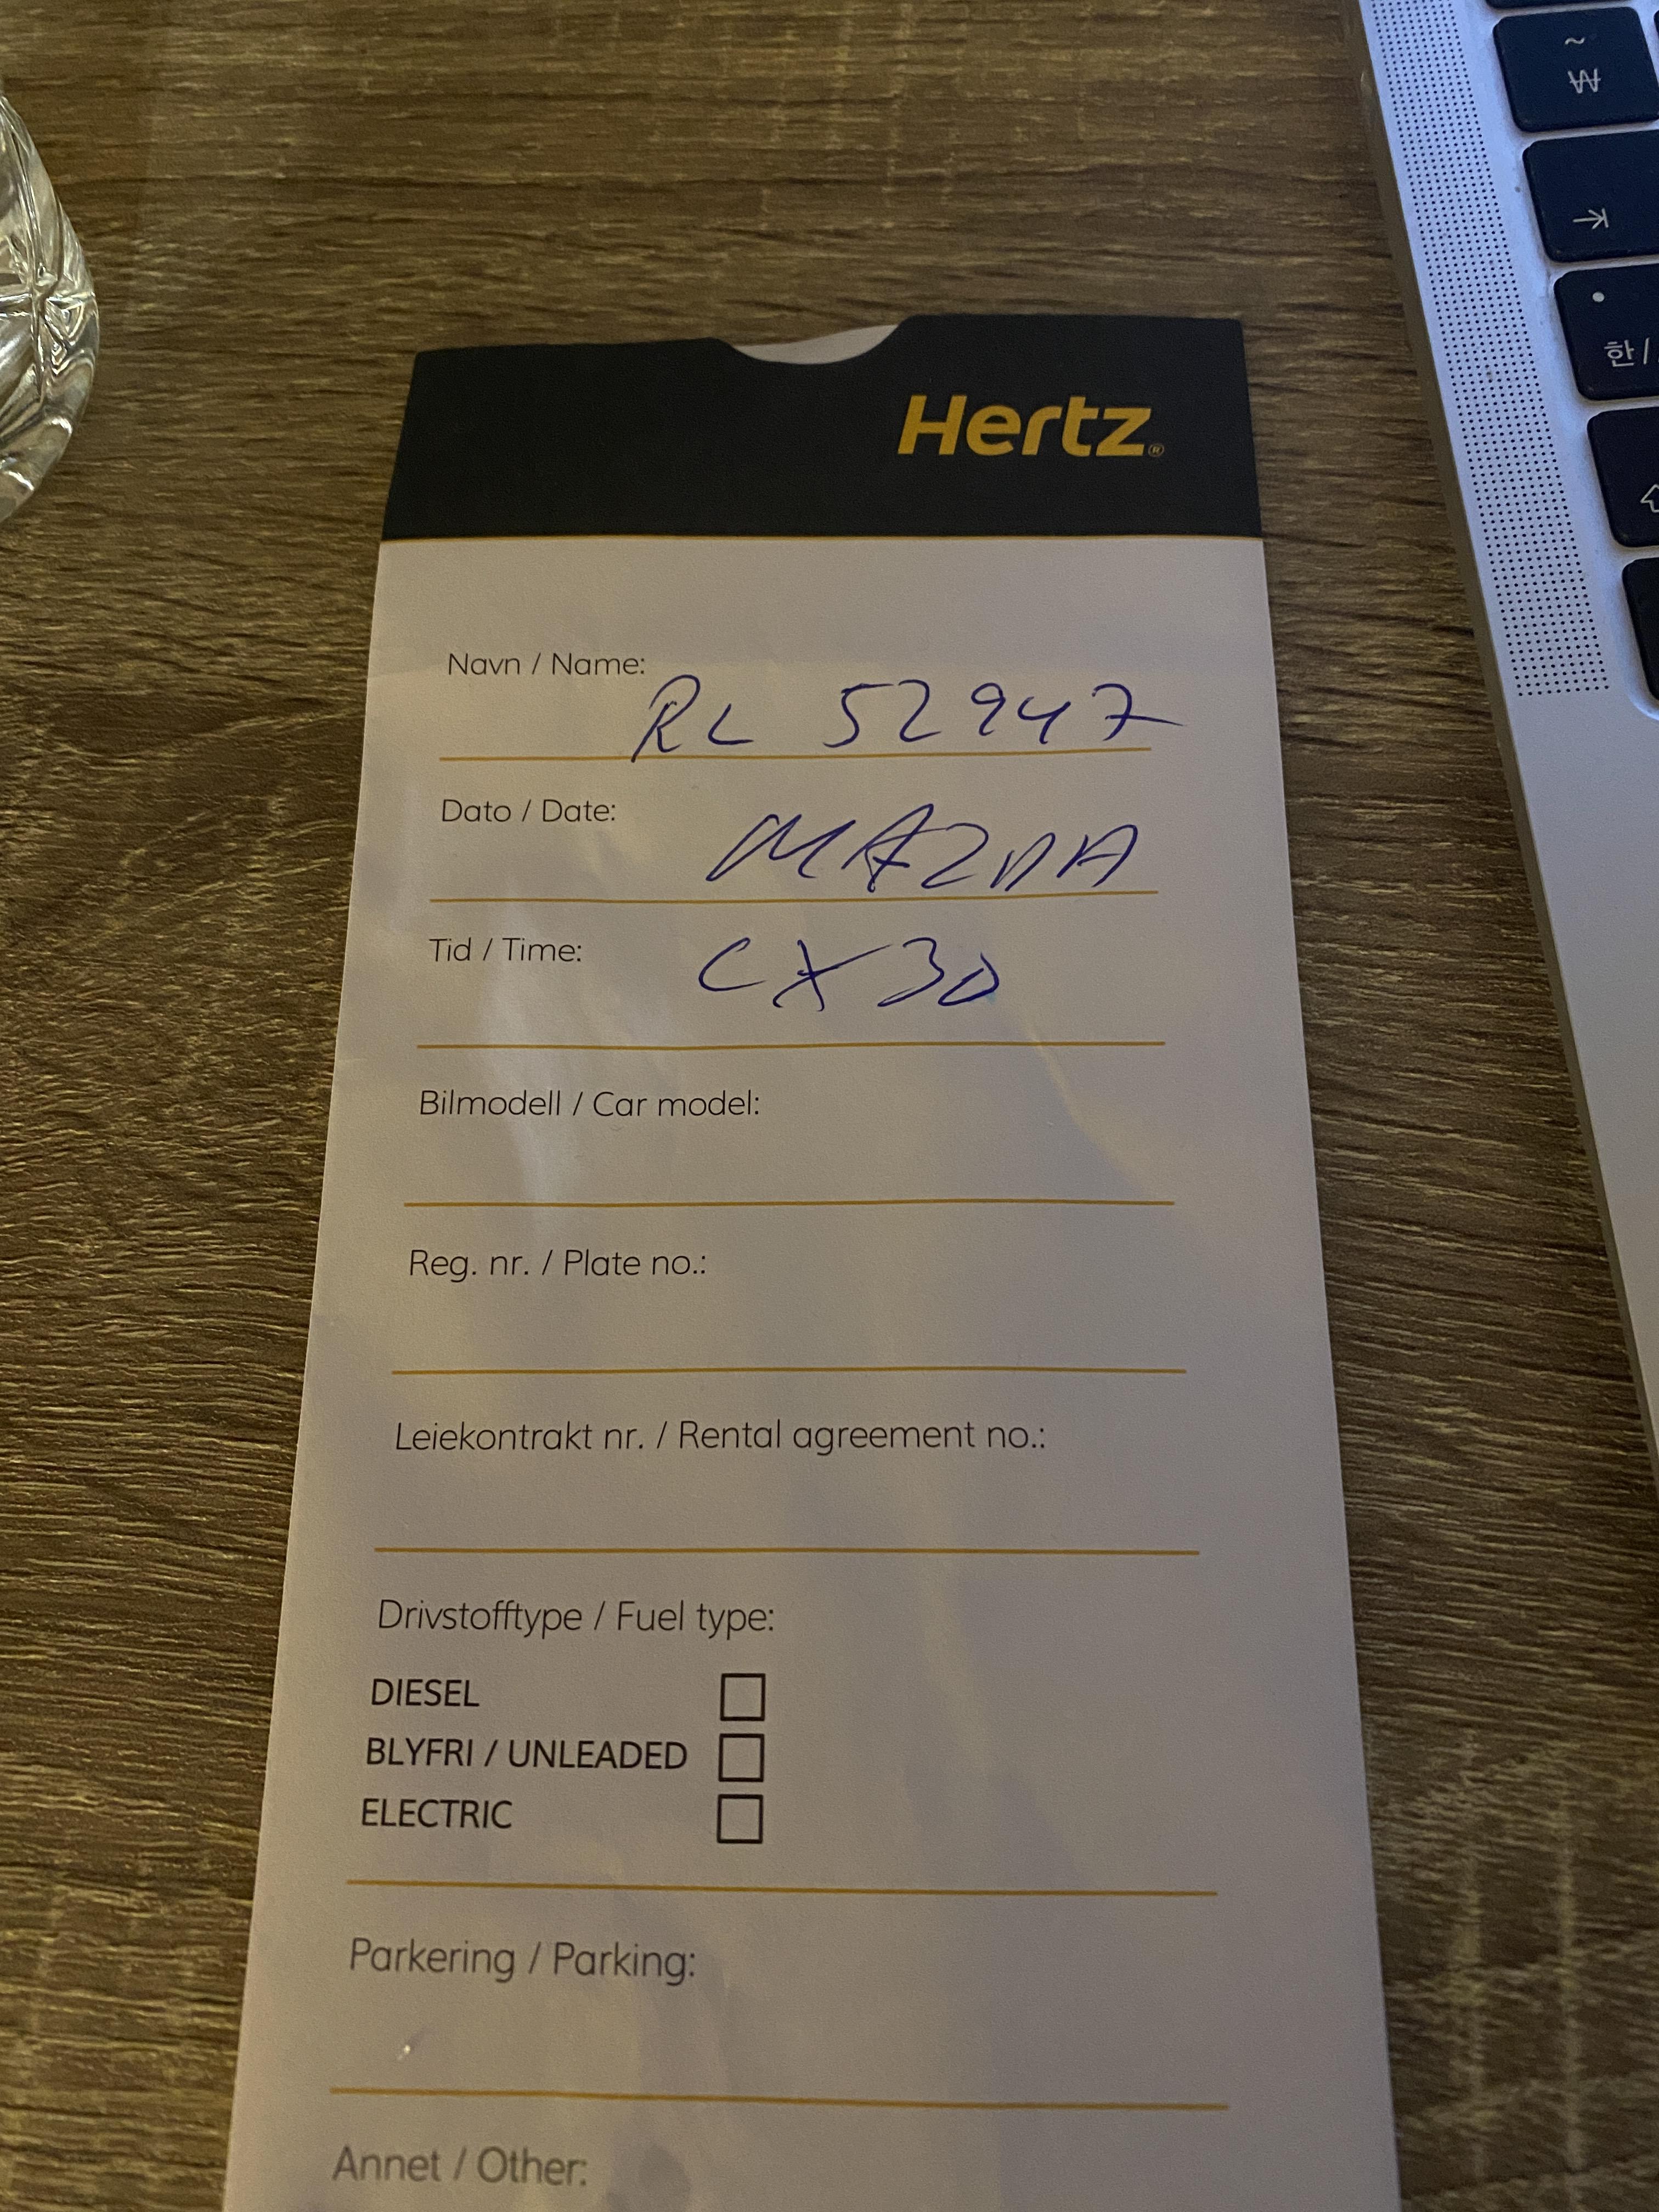 ~
₩
한/
Hertz®
Navn / Name:
RL 52947
Dato / Date:
MAZDA
Tid / Time:
CX30
Bilmodell / Car model:
Reg. nr. / Plate no.:
Leiekontrakt nr. / Rental agreement no.:
Drivstofftype / Fuel type:
DIESEL
BLYFRI / UNLEADED
ELECTRIC
Parkering / Parking:
Annet / Other: